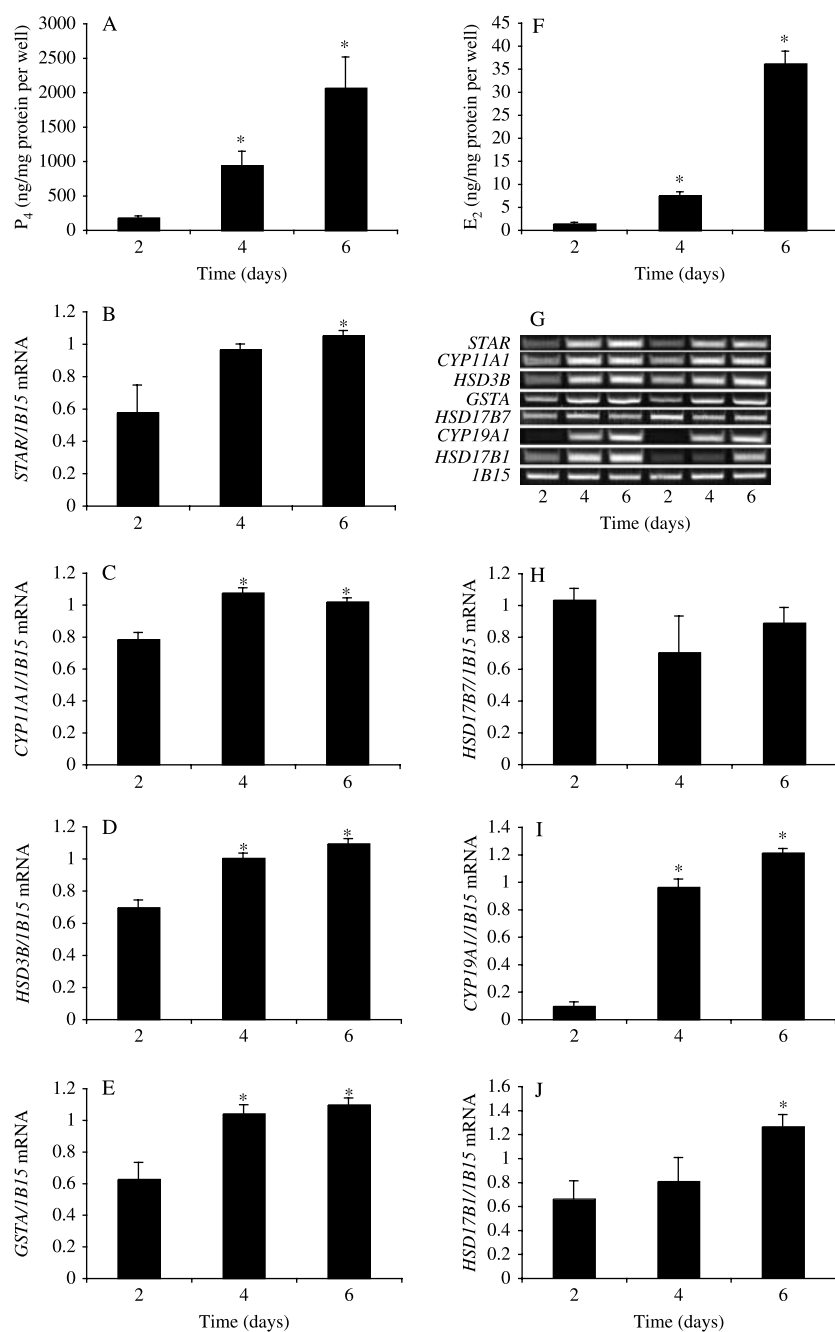 A
P4 (ng/mg protein per well)
3000
2500
2000
1500
1000
500
0
*
*
2 4 6
Time (days)
F
E2 (ng/mg protein per well)
45
40
35
30
25
20
15
10
5
0
*
*
2 4 6
Time (days)
B
STAR/1B15 mRNA
1.2
1
0.8
0.6
0.4
0.2
0
*
2 4 6
G
STAR
CYP11A1
HSD3B
GSTA
HSD17B7
CYP19A1
HSD17B1
1B15
2 4 6 2 4 6
Time (days)
C
CYP11A1/1B15 mRNA
1.2
1
0.8
0.6
0.4
0.2
0
*
*
2 4 6
H
HSD17B7/1B15 mRNA
1.2
1
0.8
0.6
0.4
0.2
0
2 4 6
D
HSD3B/1B15 mRNA
1.2
1
0.8
0.6
0.4
0.2
0
*
*
2 4 6
I
CYP19A1/1B15 mRNA
1.4
1.2
1
0.8
0.6
0.4
0.2
0
*
*
2 4 6
E
GSTA/1B15 mRNA
1.2
1
0.8
0.6
0.4
0.2
0
*
*
2 4 6
Time (days)
J
HSD17B1/1B15 mRNA
1.6
1.4
1.2
1
0.8
0.6
0.4
0.2
0
*
2 4 6
Time (days)